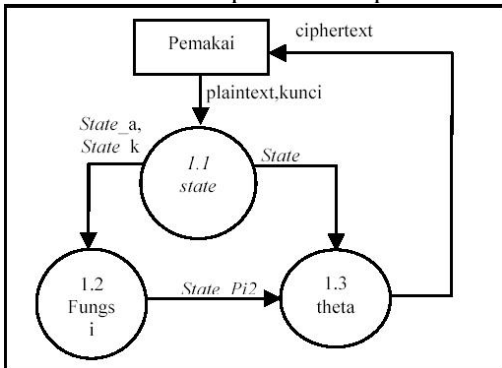 Pemakai
ciphertext
plaintext,kunci
State_a,
State_k
1.1
state
State
1.2
Fungs
i
State_Pi2
1.3
theta